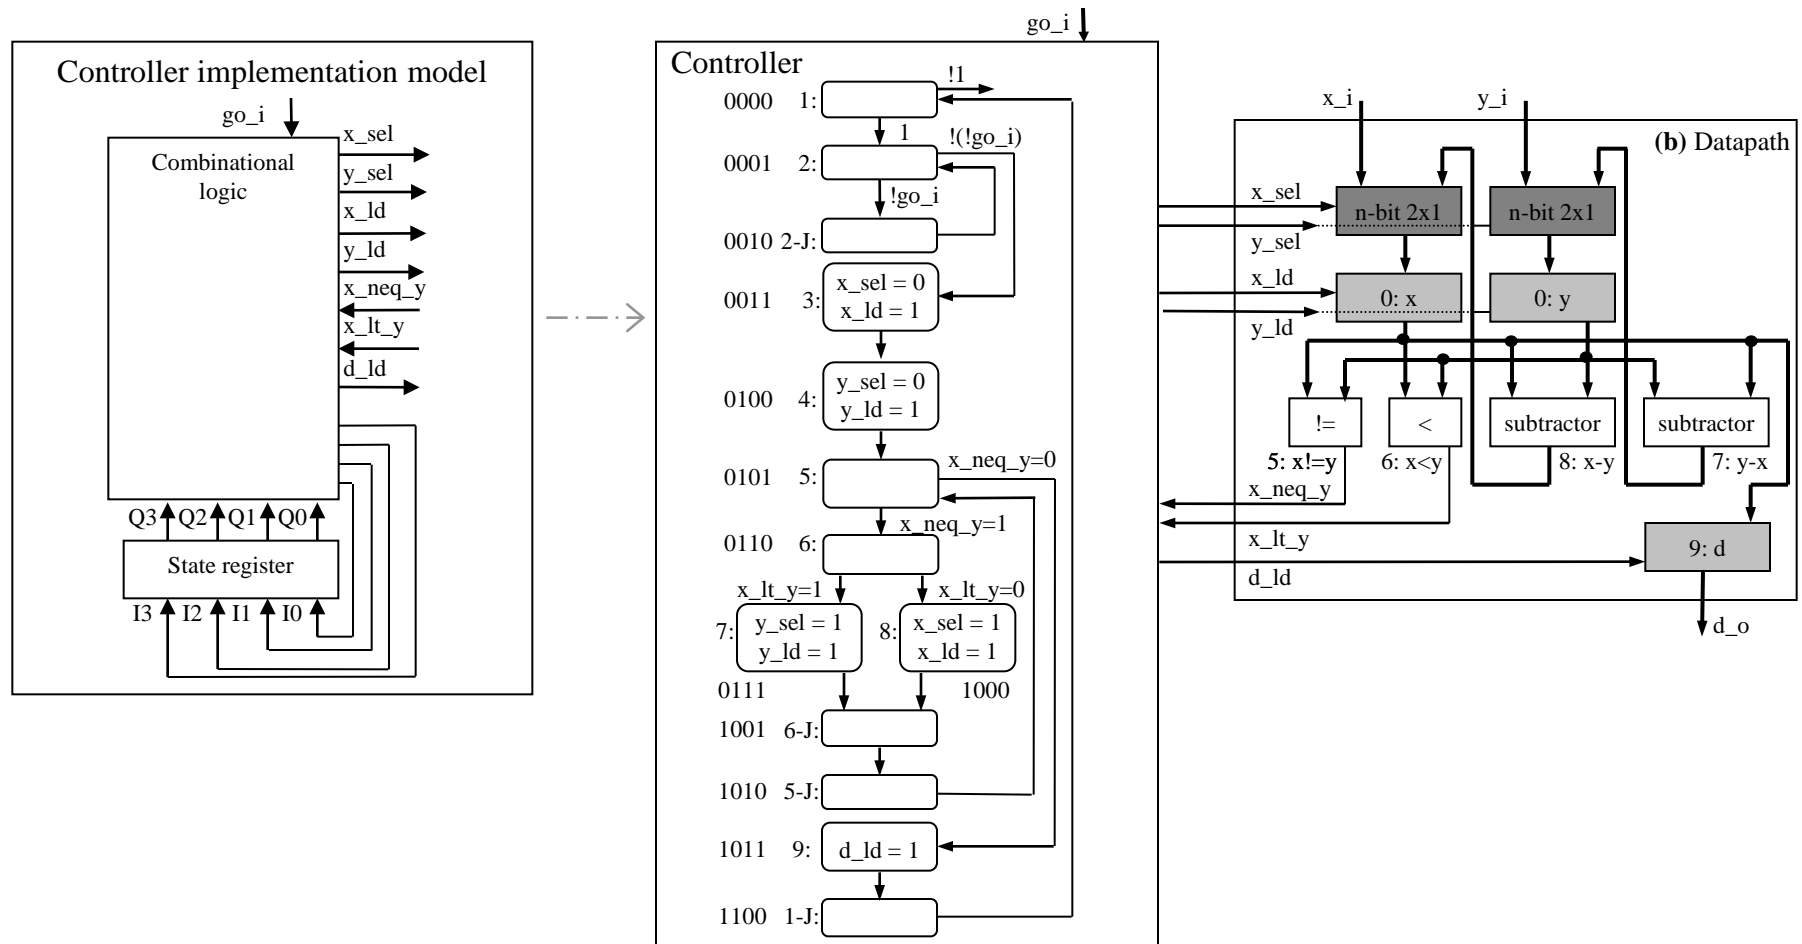 Controller implementation model
go_i
Combinational
logic
x_sel
y_sel
x_ld
y_ld
x_neq_y
x_lt_y
d_ld
Q3 Q2 Q1 Q0
State register
I3 I2 I1 I0
go_i
Controller
!1
0000 1:
1
!(!go_i)
0001 2:
!go_i
0010 2-J:
0011 3:
x_sel = 0
x_ld = 1
0100 4:
y_sel = 0
y_ld = 1
x_neq_y=0
0101 5:
x_neq_y=1
0110 6:
x_lt_y=1 x_lt_y=0
7:
y_sel = 1
y_ld = 1
8:
x_sel = 1
x_ld = 1
0111 1000
1001 6-J:
1010 5-J:
1011 9: d_ld = 1
1100 1-J:
x_i y_i
(b) Datapath
x_sel
n-bit 2x1 n-bit 2x1
y_sel
x_ld
0: x 0: y
y_ld
!= < subtractor subtractor
5: x!=y 6: x<y 8: x-y 7: y-x
x_neq_y
x_lt_y
9: d
d_ld
d_o